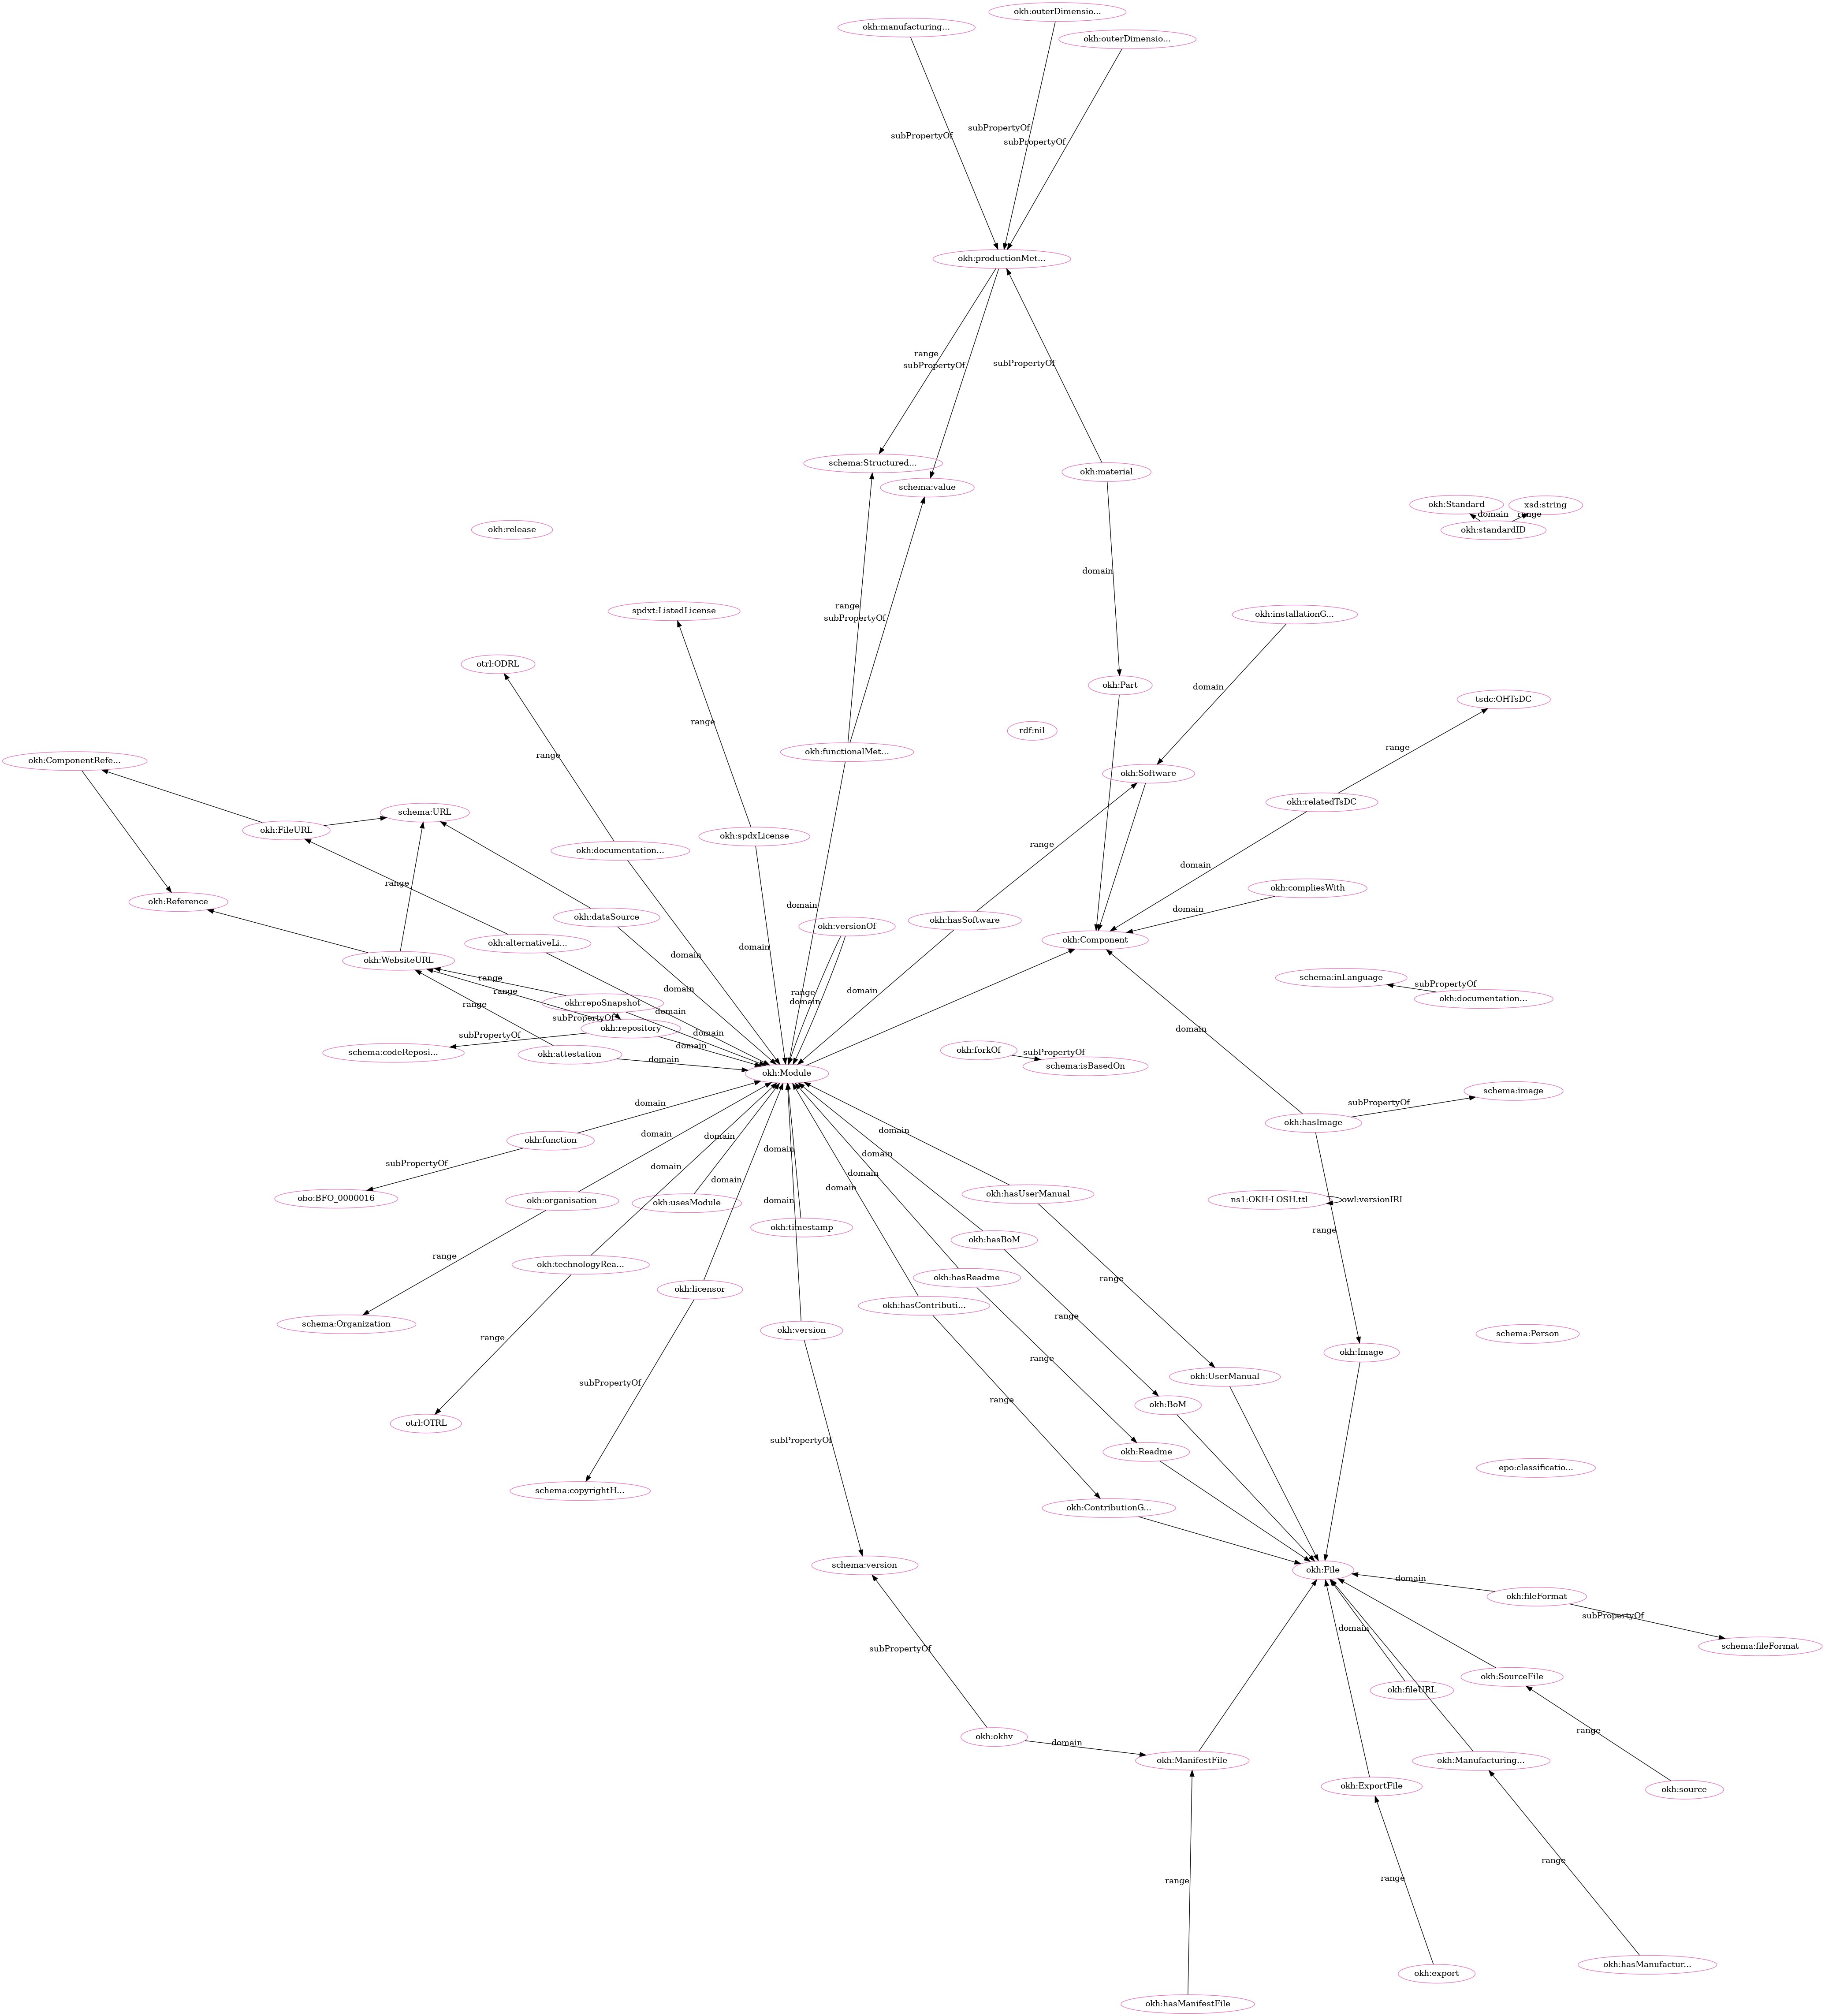 okh:outerDimensio...
okh:manufacturing...
okh:outerDimensio...
subPropertyOf
subPropertyOf
subPropertyOf
okh:productionMet...
range
subPropertyOf
subPropertyOf
schema:Structured...
okh:material
schema:value
okh:Standard
xsd:string
domain
range
okh:release
okh:standardID
domain
range
subPropertyOf
spdxt:ListedLicense
okh:installationG...
otrl:ODRL
okh:Part
domain
tsdc:OHTsDC
range
rdf:nil
range
range
okh:functionalMet...
okh:ComponentRefe...
okh:Software
okh:relatedTsDC
schema:URL
okh:FileURL
okh:spdxLicense
range
okh:documentation...
domain
range
okh:compliesWith
okh:Reference
domain
domain
okh:dataSource
okh:hasSoftware
okh:versionOf
okh:alternativeLi...
domain
okh:Component
domain
okh:WebsiteURL
schema:inLanguage
range
range
domain
range
domain
subPropertyOf
okh:documentation...
range
okh:repoSnapshot
domain
domain
subPropertyOf
okh:repository
domain
domain
subPropertyOf
domain
schema:codeReposi...
okh:attestation
domain
okh:forkOf
subPropertyOf
schema:isBasedOn
okh:Module
schema:image
domain
subPropertyOf
okh:hasImage
domain
domain
domain
okh:function
domain
domain
subPropertyOf
domain
domain
domain
domain
obo:BFO_0000016
okh:organisation
okh:usesModule
domain
domain
okh:hasUserManual
ns1:OKH-LOSH.ttl
owl:versionIRI
okh:timestamp
range
okh:hasBoM
range
okh:technologyRea...
range
okh:hasReadme
okh:licensor
okh:hasContributi...
range
schema:Organization
okh:version
schema:Person
range
range
okh:Image
okh:UserManual
subPropertyOf
range
okh:BoM
otrl:OTRL
subPropertyOf
okh:Readme
epo:classificatio...
schema:copyrightH...
okh:ContributionG...
schema:version
okh:File
domain
okh:fileFormat
subPropertyOf
domain
subPropertyOf
schema:fileFormat
okh:SourceFile
okh:fileURL
range
okh:okhv
domain
okh:ManifestFile
okh:Manufacturing...
okh:ExportFile
okh:source
range
range
range
okh:hasManufactur...
okh:export
okh:hasManifestFile